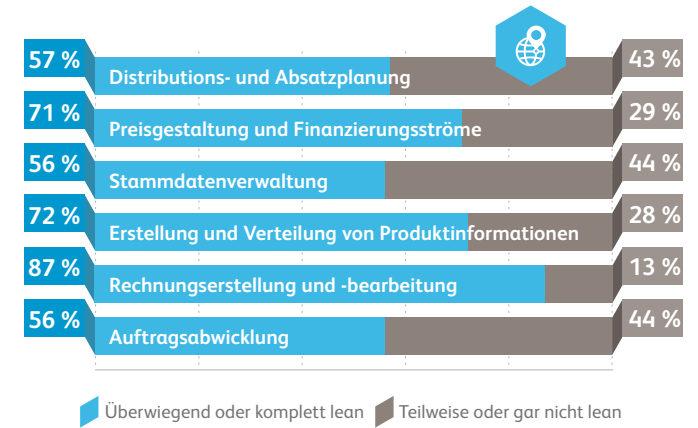 57 % Distributions- und Absatzplanung 43 %
71 % Preisgestaltung und Finanzierungsströme 29 %
56 % Stammdatenverwaltung 44 %
72 % Erstellung und Verteilung von Produktinformationen 28 %
87 % Rechnungserstellung und -bearbeitung 13 %
56 % Auftragsabwicklung 44 %
Überwiegend oder komplett lean Teilweise oder gar nicht lean